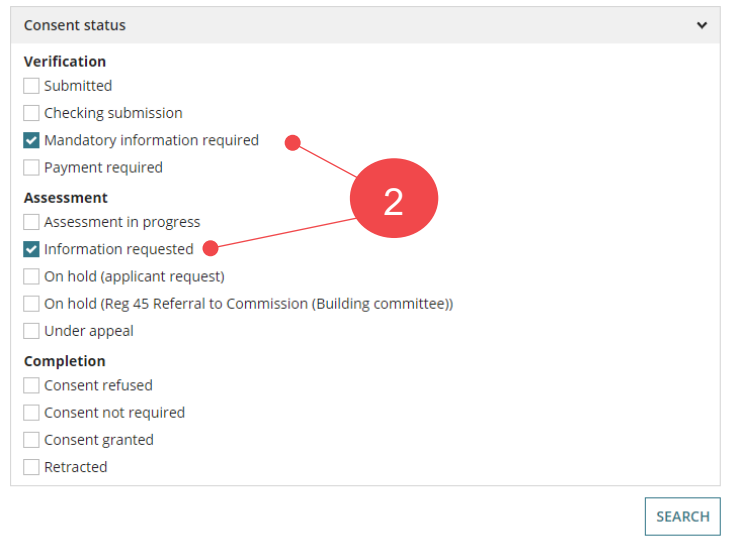 Consent status
Verification
Submitted
Checking submission
Mandatory information required
Payment required
2
Assessment
Assessment in progress
Information requested
On hold (applicant request)
On hold (Reg 45 Referral to Commission (Building committee))
Under appeal
Completion
Consent refused
Consent not required
Consent granted
Retracted
SEARCH